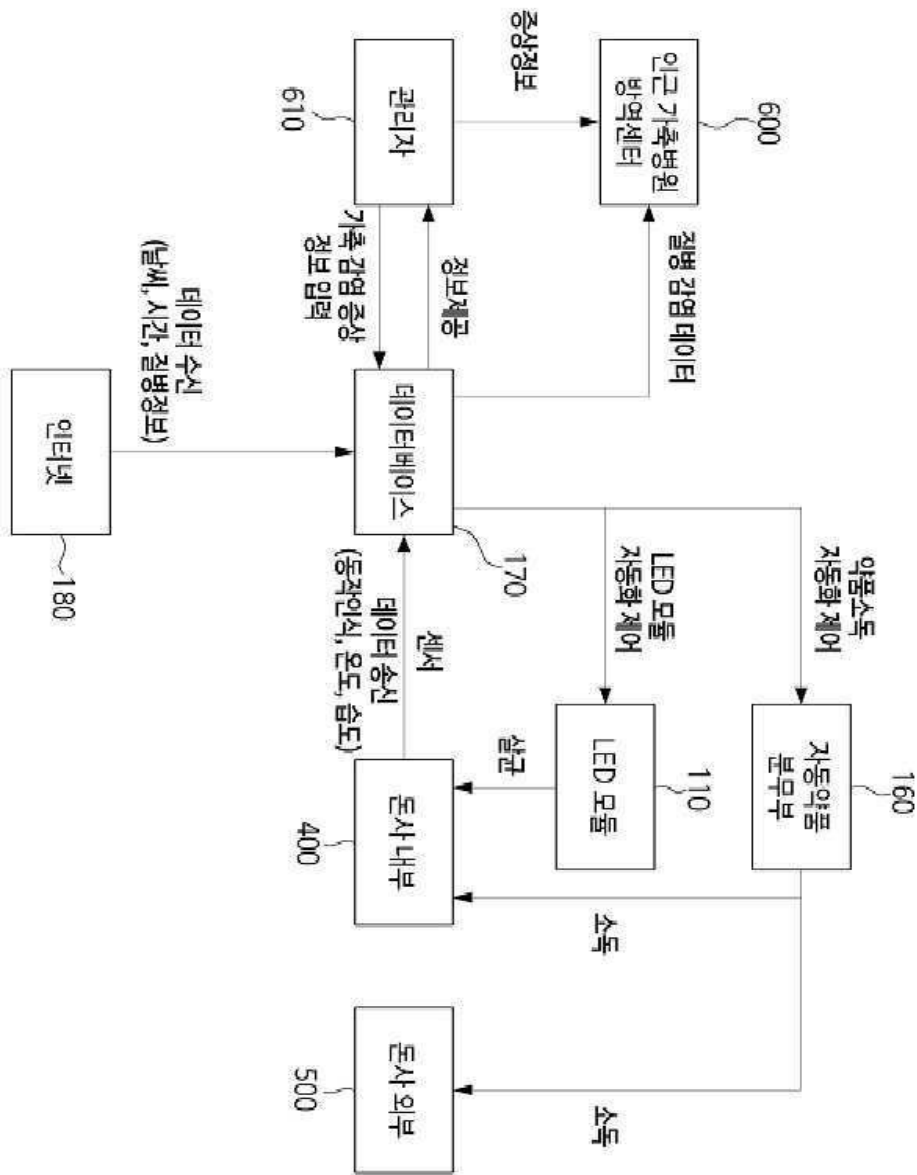 인근 가축병원
방역센터
600
증상정보
관리자
610
질병 감염 데이터
정보제공
가축 감염 증상
정보 입력
데이터 수신
(날씨, 시간, 질병정보)
인터넷
180
데이터베이스
170
약품소독
자동화 제어
LED 모듈
자동화 제어
센서
데이터 송신
(동작인식, 온도, 습도)
자동약품
분무부
160
LED 모듈
110
살균
돈사 내부
400
소독
돈사 외부
500
소독